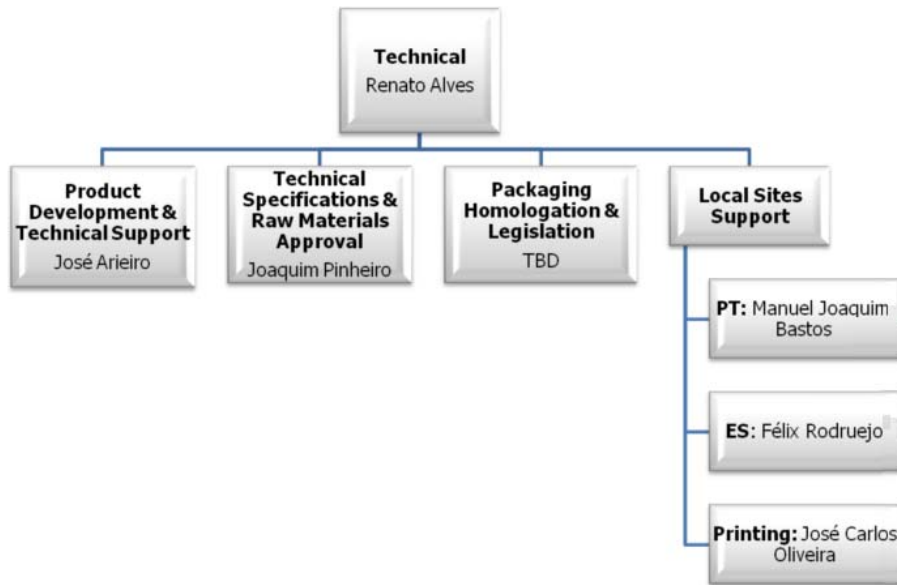 Technical
Renato Alves
Product
Development &
Technical Support
José Arieiro
Technical
Specifications &
Raw Materials
Approval
Joaquim Pinheiro
Packaging
Homologation &
Legislation
TBD
Local Sites
Support
PT: Manuel Joaquim
Bastos
ES: Félix Rodruejo
Printing: José Carlos
Oliveira